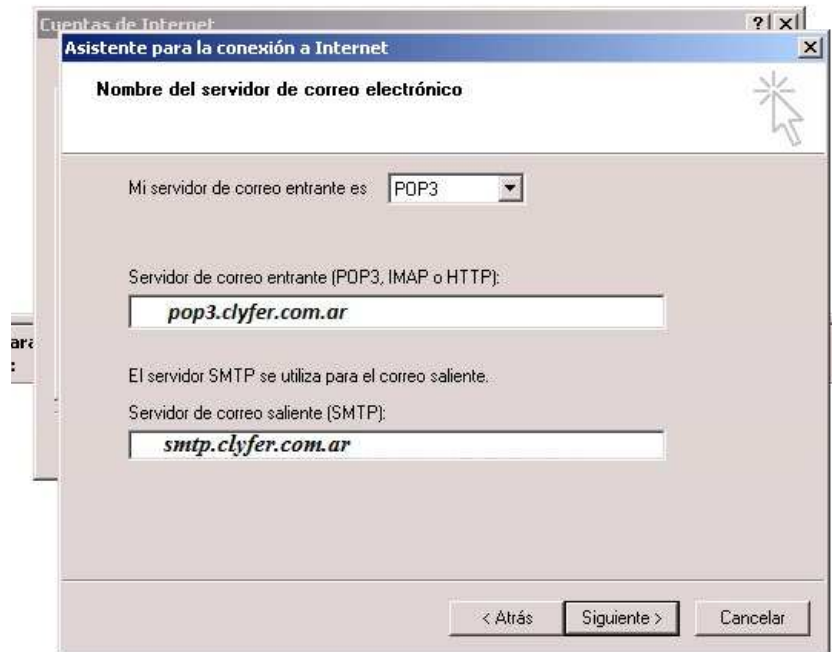 Cuentas de Internet
Asistente para la conexión a Internet
Nombre del servidor de correo electrónico
Mi servidor de correo entrante es POP3
Servidor de correo entrante (POP3, IMAP o HTTP):
pop3.clyfer.com.ar
ara
:
El servidor SMTP se utiliza para el correo saliente.
Servidor de correo saliente (SMTP):
smtp.clyfer.com.ar
< Atrás Siguiente > Cancelar